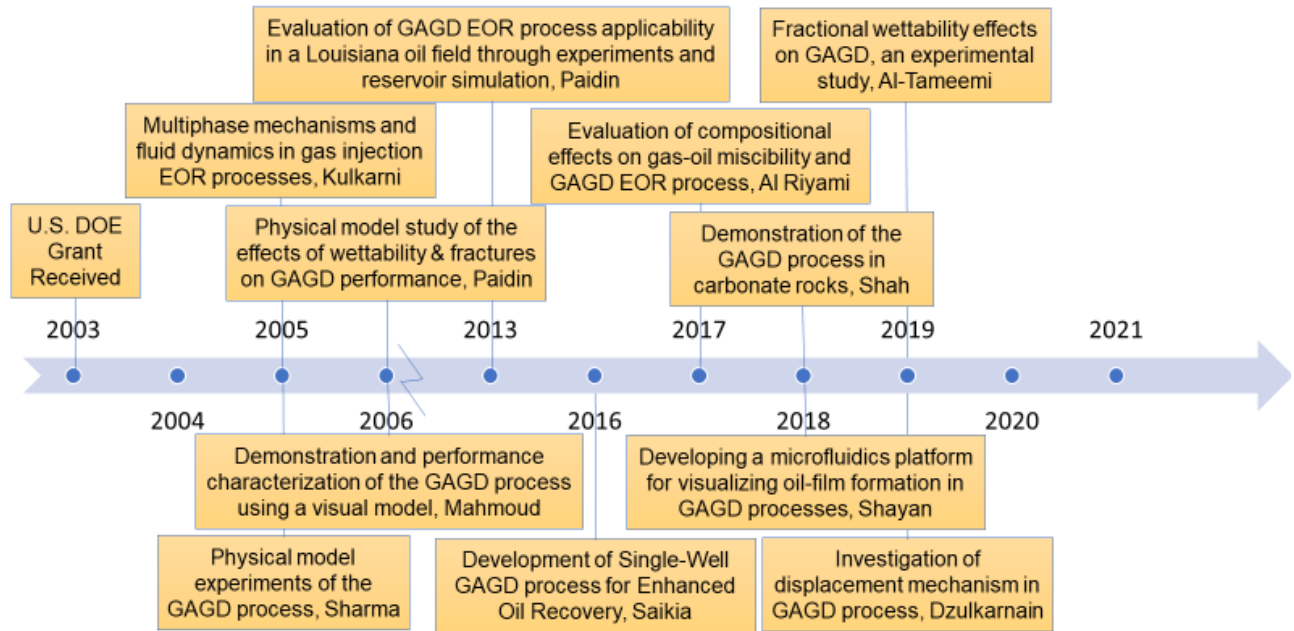 Evaluation of GAGD EOR process applicability
in a Louisiana oil field through experiments and
reservoir simulation, Paidin
Fractional wettability effects
on GAGD, an experimental
study, Al-Tameemi
Multiphase mechanisms and
fluid dynamics in gas injection
EOR processes, Kulkarni
Evaluation of compositional
effects on gas-oil miscibility and
GAGD EOR process, Al Riyami
U.S. DOE
Grant
Received
Physical model study of the
effects of wettability & fractures
on GAGD performance, Paidin
Demonstration of the
GAGD process in
carbonate rocks, Shah
2003
2005
2013
2017
2019
2021
2004
2006
2016
2018
2020
Demonstration and performance
characterization of the GAGD process
using a visual model, Mahmoud
Developing a microfluidics platform
for visualizing oil-film formation in
GAGD processes, Shayan
Physical model
experiments of the
GAGD process, Sharma
Development of Single-Well
GAGD process for Enhanced
Oil Recovery, Saikia
Investigation of
displacement mechanism in
GAGD process, Dzulkarnain